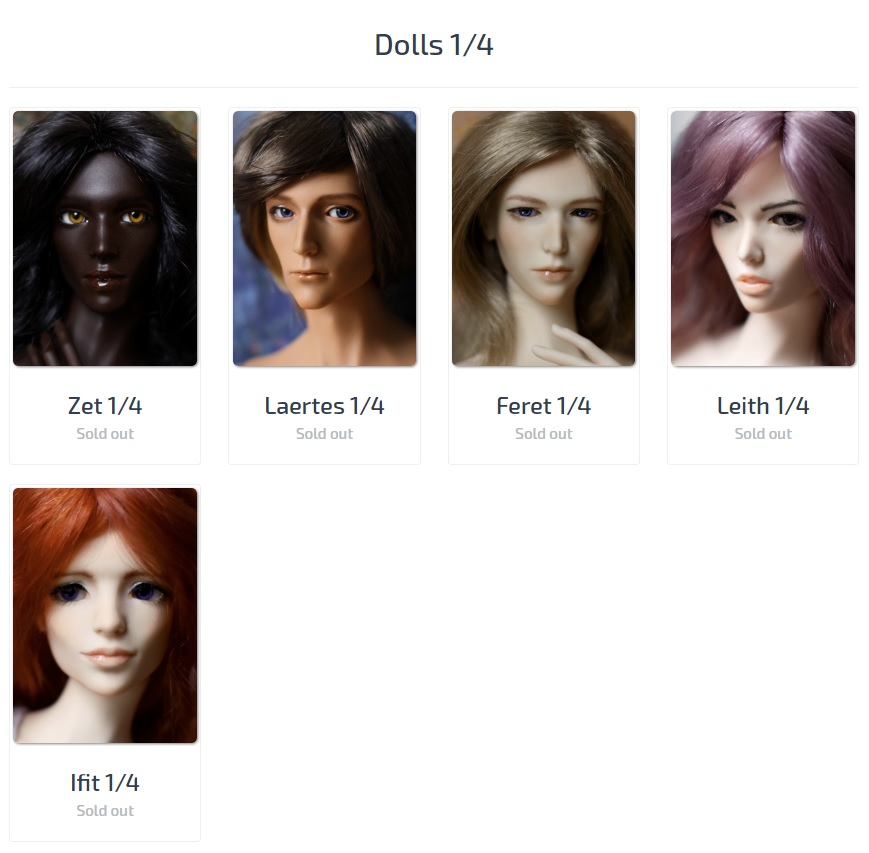 Dolls 1/4
Zet 1/4
Sold out
Laertes 1/4
Sold out
Feret 1/4
Sold out
Leith 1/4
Sold out
Ifit 1/4
Sold out